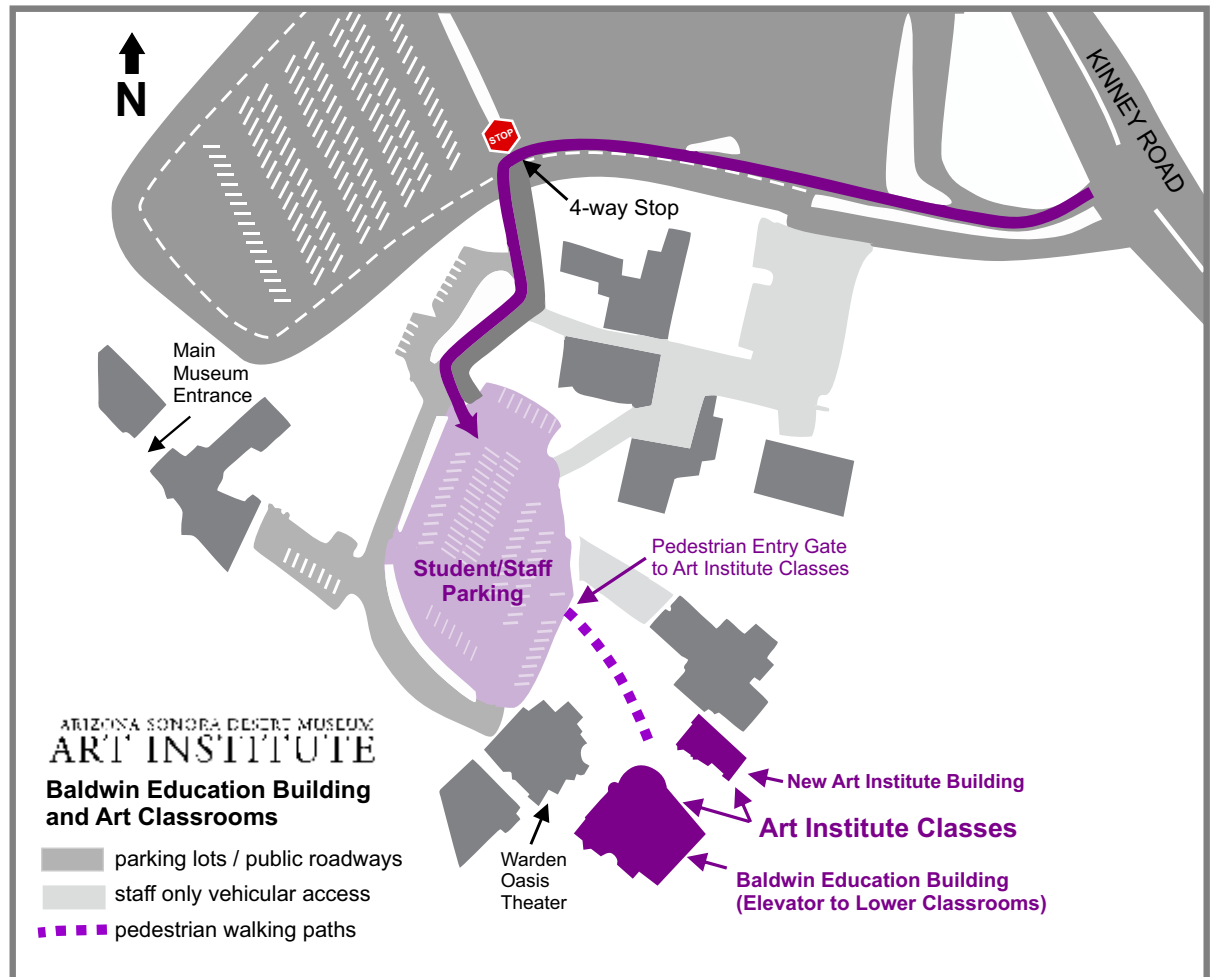 N
STOP
KINNEY ROAD
4-way Stop
Main
Museum
Entrance
Pedestrian Entry Gate
to Art Institute Classes
Student/Staff
Parking
ARIZONA SONORA DESERT MUSEUM
ART INSTITUTE
Baldwin Education Building
and Art Classrooms
parking lots / public roadways
staff only vehicular access
pedestrian walking paths
New Art Institute Building
Art Institute Classes
Warden
Oasis
Theater
Baldwin Education Building
(Elevator to Lower Classrooms)